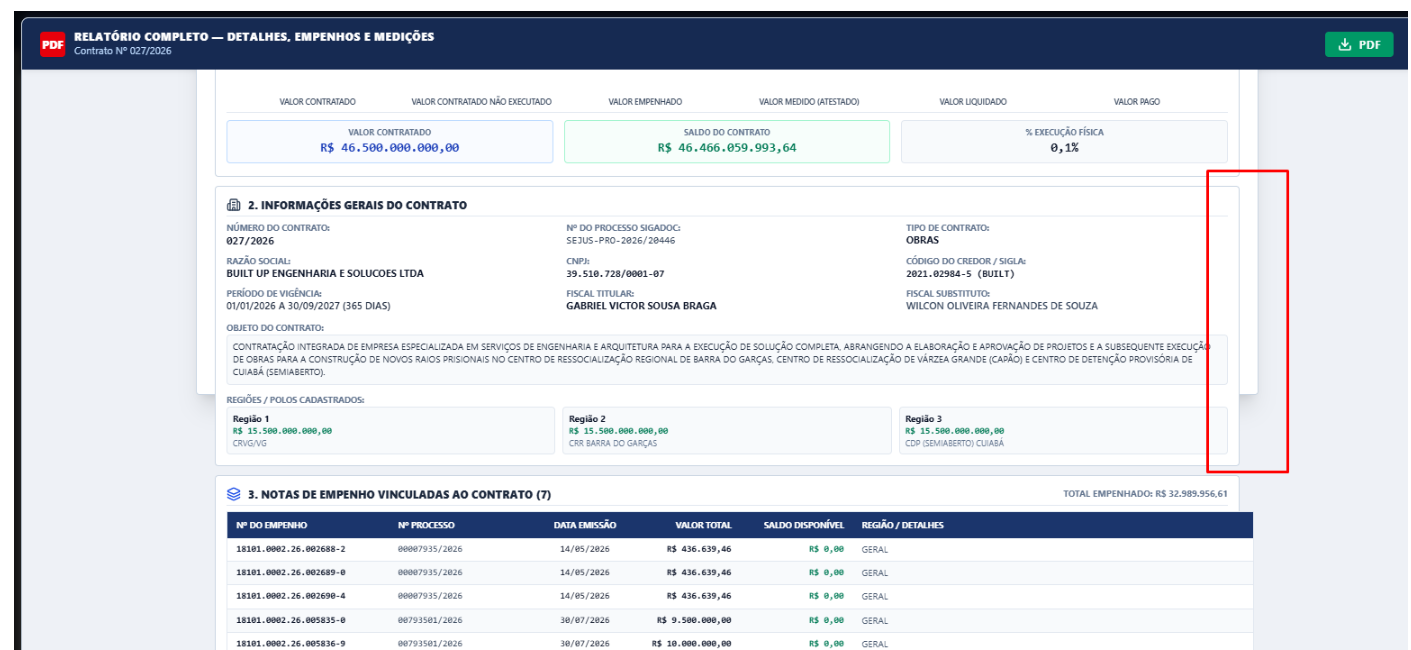 PDF
RELATÓRIO COMPLETO — DETALHES, EMPENHOS E MEDIÇÕES
Contrato Nº 027/2026
PDF
VALOR CONTRATADO VALOR CONTRATADO NÃO EXECUTADO VALOR EMPENHADO VALOR MEDIDO (ATESTADO) VALOR LIQUIDADO VALOR PAGO
VALOR CONTRATADO SALDO DO CONTRATO % EXECUÇÃO FÍSICA
R$ 46.500.000.000,00 R$ 46.466.059.993,64 0,1%
2. INFORMAÇÕES GERAIS DO CONTRATO
NÚMERO DO CONTRATO: Nº DO PROCESSO SIGADOC: TIPO DE CONTRATO:
027/2026 SEJUS-PRO-2026/20446 OBRAS
RAZÃO SOCIAL: CNPJ: CÓDIGO DO CREDOR / SIGLA:
BUILT UP ENGENHARIA E SOLUCOES LTDA 39.510.728/0001-07 2021.02984-5 (BUILT)
PERÍODO DE VIGÊNCIA: FISCAL TITULAR: FISCAL SUBSTITUTO:
01/01/2026 A 30/09/2027 (365 DIAS) GABRIEL VICTOR SOUSA BRAGA WILCON OLIVEIRA FERNANDES DE SOUZA
OBJETO DO CONTRATO:
CONTRATAÇÃO INTEGRADA DE EMPRESA ESPECIALIZADA EM SERVIÇOS DE ENGENHARIA E ARQUITETURA PARA A EXECUÇÃO DE SOLUÇÃO COMPLETA, ABRANGENDO A ELABORAÇÃO E APROVAÇÃO DE PROJETOS E A SUBSEQUENTE EXECUÇÃO
DE OBRAS PARA A CONSTRUÇÃO DE NOVOS RAIOS PRISIONAIS NO CENTRO DE RESSOCIALIZAÇÃO REGIONAL DE BARRA DO GARÇAS, CENTRO DE RESSOCIALIZAÇÃO DE VÁRZEA GRANDE (CAPÃO) E CENTRO DE DETENÇÃO PROVISÓRIA DE
CUIABÁ (SEMIABERTO).
REGIÕES / POLOS CADASTRADOS:
Região 1 Região 2 Região 3
R$ 15.500.000.000,00 R$ 15.500.000.000,00 R$ 15.500.000.000,00
CRVG/VG CRR BARRA DO GARÇAS CDP (SEMIABERTO) CUIABÁ
3. NOTAS DE EMPENHO VINCULADAS AO CONTRATO (7) TOTAL EMPENHADO: R$ 32.989.956,61
Nº DO EMPENHO Nº PROCESSO DATA EMISSÃO VALOR TOTAL SALDO DISPONÍVEL REGIÃO / DETALHES
18101.0002.26.002688-2 00007935/2026 14/05/2026 R$ 436.639,46 R$ 0,00 GERAL
18101.0002.26.002689-0 00007935/2026 14/05/2026 R$ 436.639,46 R$ 0,00 GERAL
18101.0002.26.002690-4 00007935/2026 14/05/2026 R$ 436.639,46 R$ 0,00 GERAL
18101.0002.26.005835-0 00793501/2026 30/07/2026 R$ 9.500.000,00 R$ 0,00 GERAL
18101.0002.26.005836-9 00793501/2026 30/07/2026 R$ 10.000.000,00 R$ 0,00 GERAL